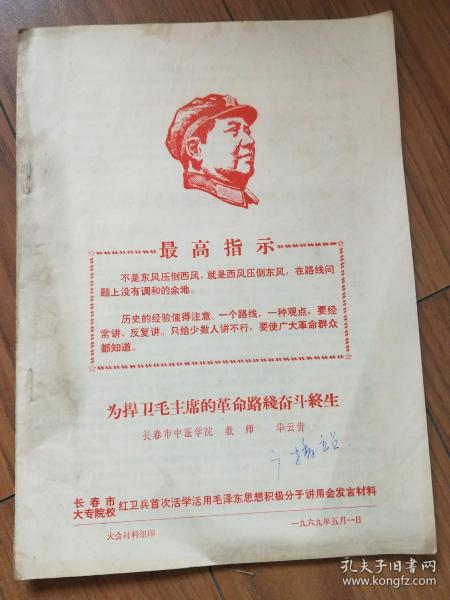 最高指示
不是东风压倒西风，就是西风压倒东风，在路线问
题上没有调和的余地。
历史的经验值得注意。一个路线，一种观点，要经
常讲，反复讲。只给少数人讲不行，要使广大革命群众
都知道。
为捍卫毛主席的革命路綫奋斗終生
长春市中医学院 教师 华云贵
长春市
大专院校 红卫兵首次活学活用毛泽东思想积极分子讲用会发言材料
大会材料组印 一九六九年五月一日
孔夫子旧书网
kongfz.com